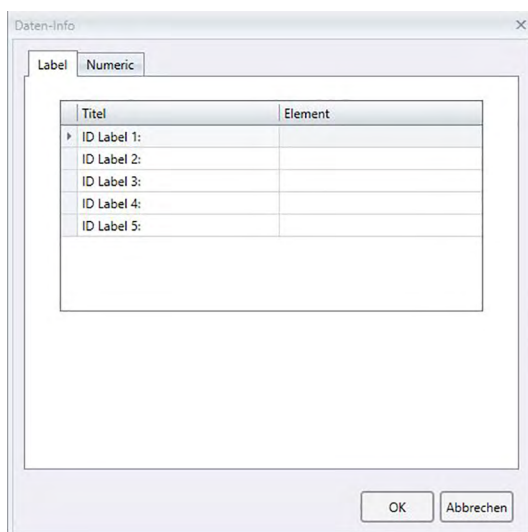 Daten-Info
Label Numeric
Titel Element
ID Label 1:
ID Label 2:
ID Label 3:
ID Label 4:
ID Label 5:
OK Abbrechen